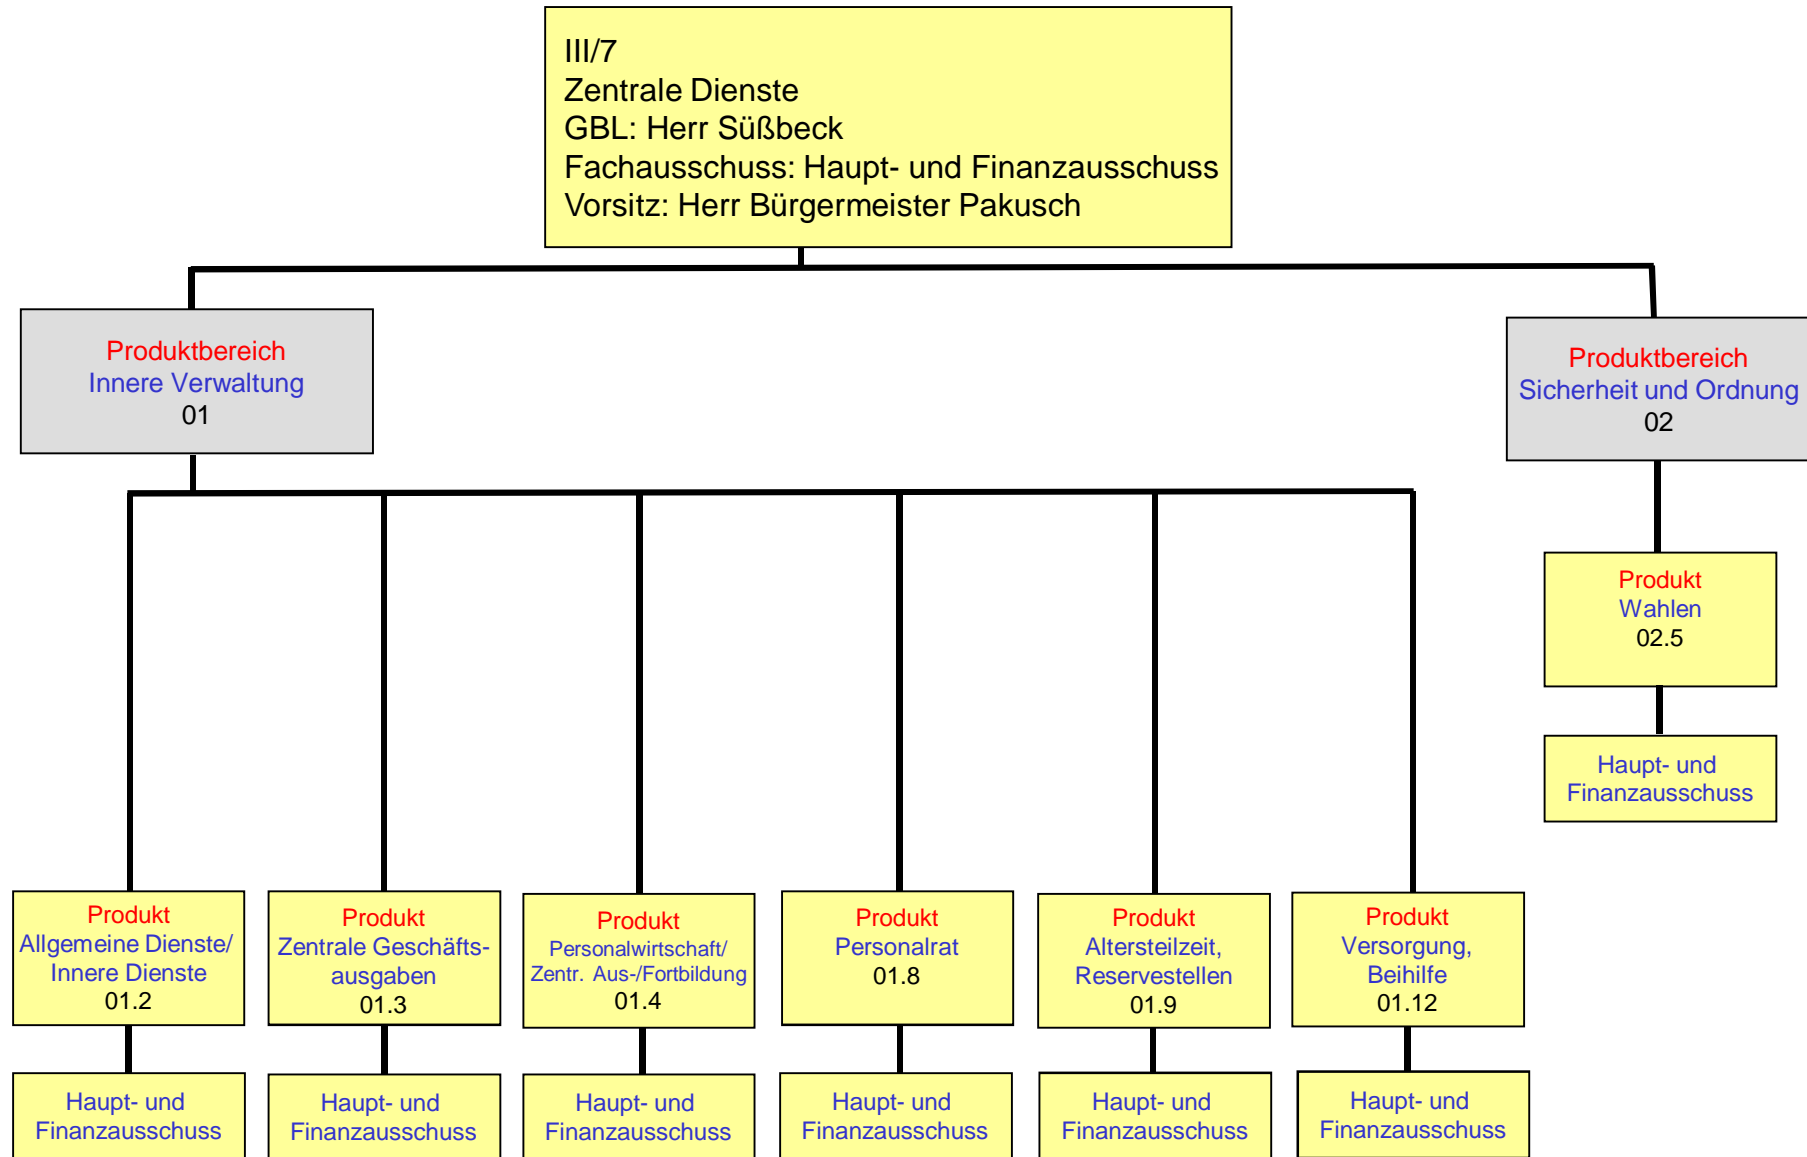 III/7
Zentrale Dienste
GBL: Herr Süßbeck
Fachausschuss: Haupt- und Finanzausschuss
Vorsitz: Herr Bürgermeister Pakusch
Produktbereich
Innere Verwaltung
01
Produktbereich
Sicherheit und Ordnung
02
Produkt
Wahlen
02.5
Haupt- und
Finanzausschuss
Produkt
Allgemeine Dienste/
Innere Dienste
01.2
Produkt
Zentrale Geschäfts-
ausgaben
01.3
Produkt
Personalwirtschaft/
Zentr. Aus-/Fortbildung
01.4
Produkt
Personalrat
01.8
Produkt
Altersteilzeit,
Reservestellen
01.9
Produkt
Versorgung,
Beihilfe
01.12
Haupt- und
Finanzausschuss
Haupt- und
Finanzausschuss
Haupt- und
Finanzausschuss
Haupt- und
Finanzausschuss
Haupt- und
Finanzausschuss
Haupt- und
Finanzausschuss